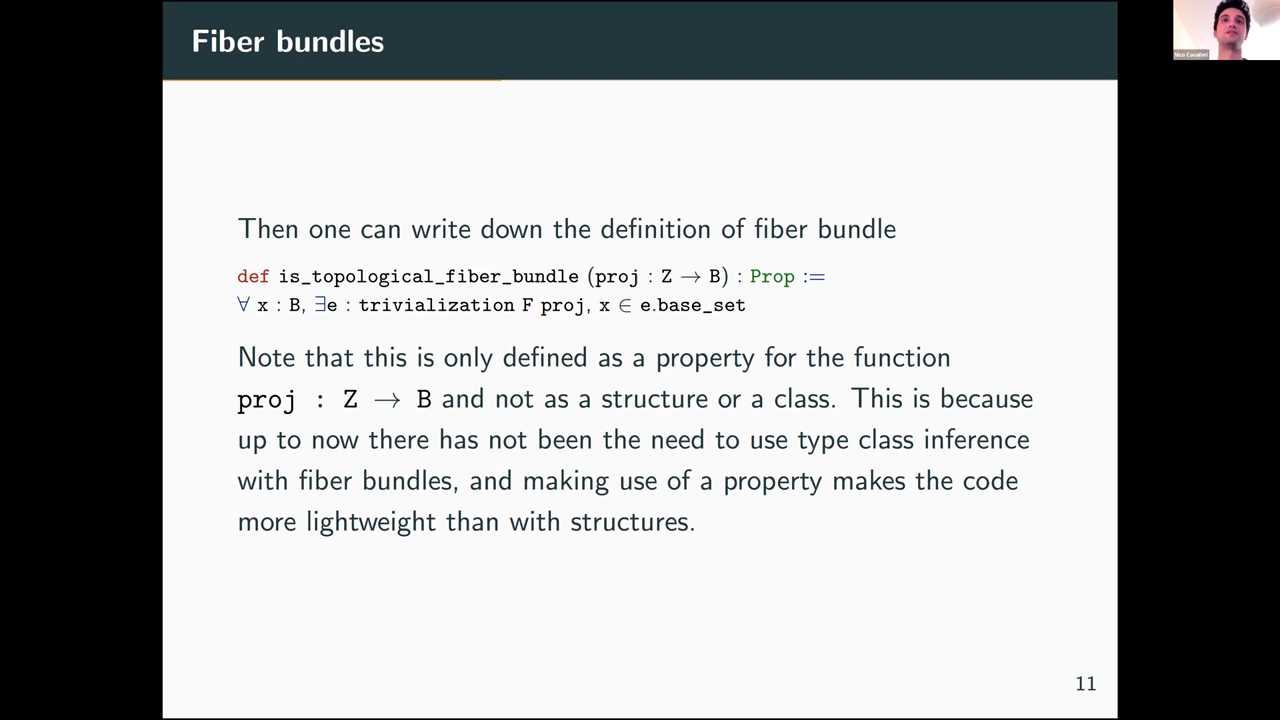 Fiber bundles
Nico Cavalleri
Then one can write down the definition of fiber bundle
def is_topological_fiber_bundle (proj : Z → B) : Prop :=
∀ x : B, ∃e : trivialization F proj, x ∈ e.base_set
Note that this is only defined as a property for the function
proj : Z → B and not as a structure or a class. This is because
up to now there has not been the need to use type class inference
with fiber bundles, and making use of a property makes the code
more lightweight than with structures.
11